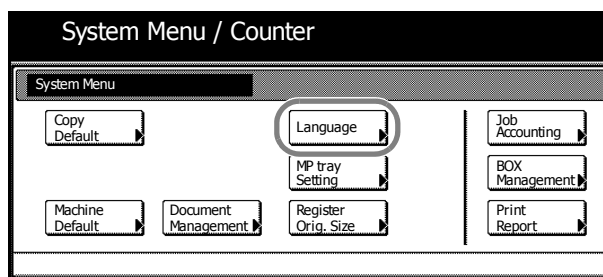 System Menu / Counter
System Menu
Copy
Default
Language
Job
Accounting
MP tray
Setting
BOX
Management
Machine
Default
Document
Management
Register
Orig. Size
Print
Report